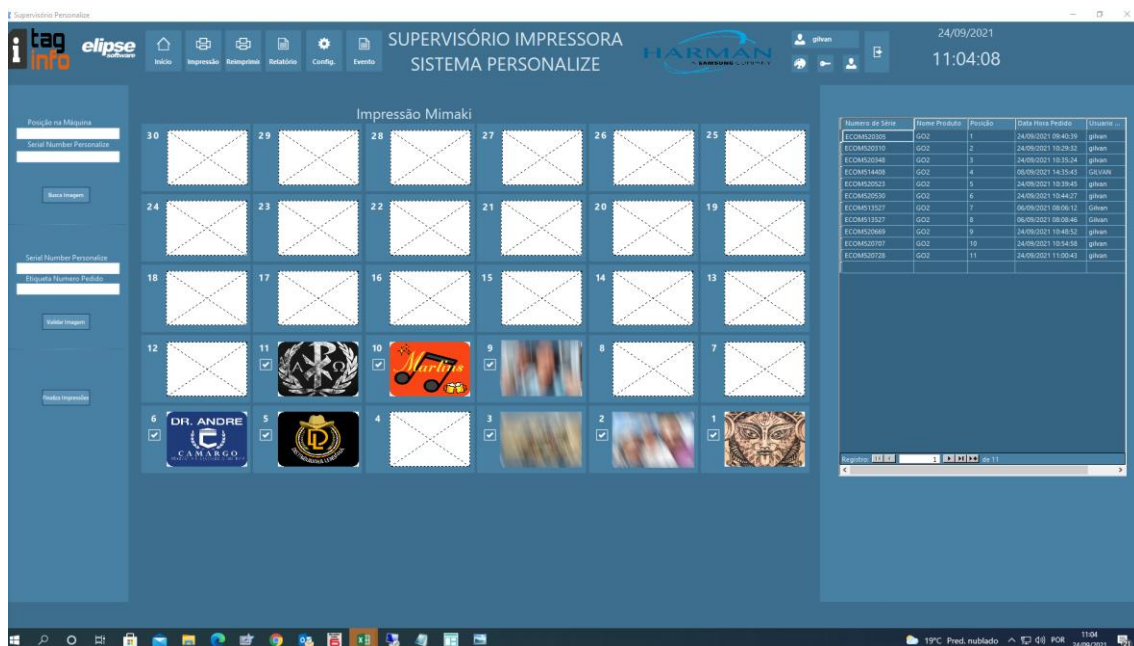 Supervisório Personalize
tag
info
elipse
software
Início
Impressão
Reimprimir
Relatório
Config.
Evento
SUPERVISÓRIO IMPRESSORA
SISTEMA PERSONALIZE
HARMAN
A SAMSUNG COMPANY
gilvan
24/09/2021
11:04:08
Posição na Máquina
Serial Number Personalize
Busca Imagem
Serial Number Personalize
Etiqueta Numero Pedido
Validar Imagem
Finaliza Impressões
Impressão Mimaki
30 29 28 27 26 25
24 23 22 21 20 19
18 17 16 15 14 13
12 11 10 9 8 7
A Ω
Martins
6 5 4 3 2 1
DR. ANDRE
CAMARGO
DL
Numero de Série Nome Produto Posição Data Hora Pedido Usuario ...
ECOM520305 GO2 1 24/09/2021 09:40:39 gilvan
ECOM520310 GO2 2 24/09/2021 10:29:32 gilvan
ECOM520348 GO2 3 24/09/2021 10:35:24 gilvan
ECOM514408 GO2 4 08/09/2021 14:35:43 GILVAN
ECOM520523 GO2 5 24/09/2021 10:39:45 gilvan
ECOM520530 GO2 6 24/09/2021 10:44:27 gilvan
ECOM513527 GO2 7 06/09/2021 08:06:12 Gilvan
ECOM513527 GO2 8 06/09/2021 08:08:46 Gilvan
ECOM520669 GO2 9 24/09/2021 10:48:52 gilvan
ECOM520707 GO2 10 24/09/2021 10:54:58 gilvan
ECOM520728 GO2 11 24/09/2021 11:00:43 gilvan
Registro: 1 de 11
19°C Pred. nublado POR 11:04
24/09/2021